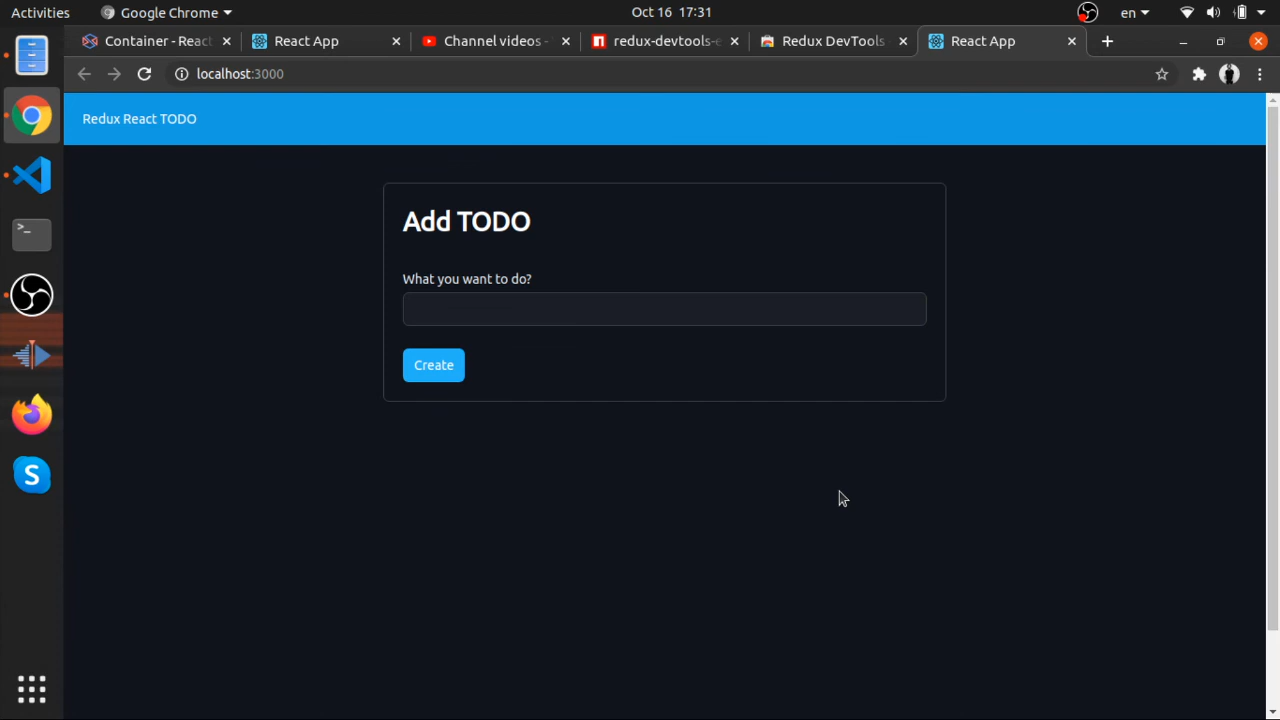 Activities
Google Chrome
Oct 16 17:31
en
Container - React
React App
Channel videos -
redux-devtools-e
Redux DevTools
React App
localhost:3000
Redux React TODO
Add TODO
What you want to do?
Create